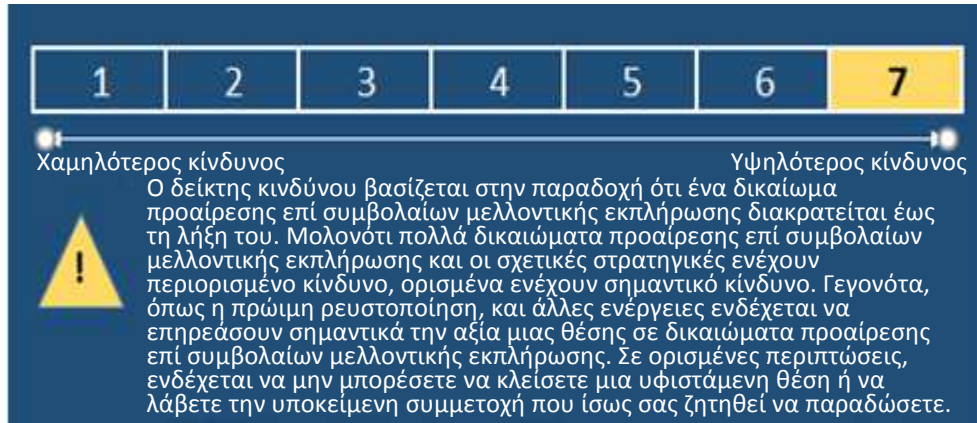 1 2 3 4 5 6 7
Χαμηλότερος κίνδυνος Υψηλότερος κίνδυνος
Ο δείκτης κινδύνου βασίζεται στην παραδοχή ότι ένα δικαίωμα
προαίρεσης επί συμβολαίων μελλοντικής εκπλήρωσης διακρατείται έως
τη λήξη του. Μολονότι πολλά δικαιώματα προαίρεσης επί συμβολαίων
μελλοντικής εκπλήρωσης και οι σχετικές στρατηγικές ενέχουν
περιορισμένο κίνδυνο, ορισμένα ενέχουν σημαντικό κίνδυνο. Γεγονότα,
όπως η πρώιμη ρευστοποίηση, και άλλες ενέργειες ενδέχεται να
επηρεάσουν σημαντικά την αξία μιας θέσης σε δικαιώματα προαίρεσης
επί συμβολαίων μελλοντικής εκπλήρωσης. Σε ορισμένες περιπτώσεις,
ενδέχεται να μην μπορέσετε να κλείσετε μια υφιστάμενη θέση ή να
λάβετε την υποκείμενη συμμετοχή που ίσως σας ζητηθεί να παραδώσετε.
!